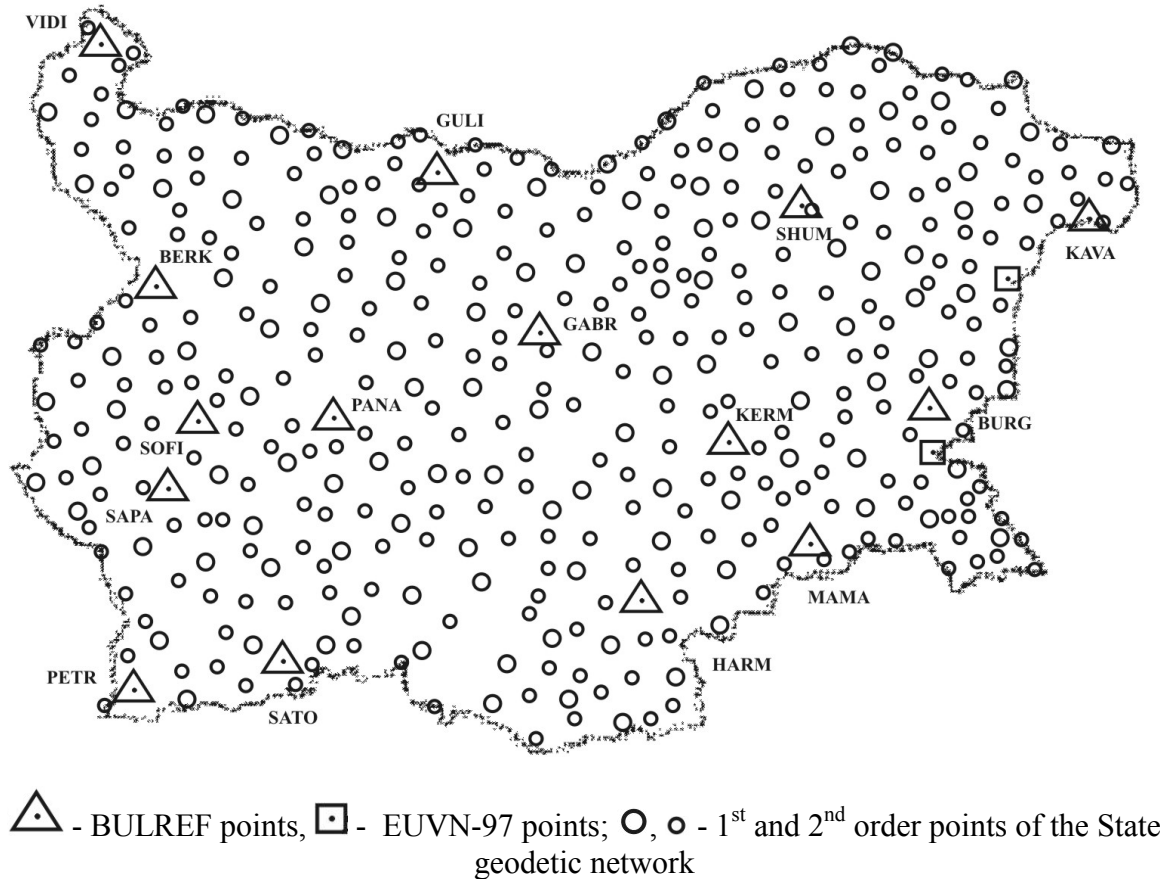 VIDI
GULI
SHUM
KAVA
BERK
GABR
PANA
KERM
BURG
SOFI
SAPA
MAMA
HARM
PETR
SATO
- BULREF points, - EUVN-97 points; , - 1st and 2nd order points of the State
geodetic network